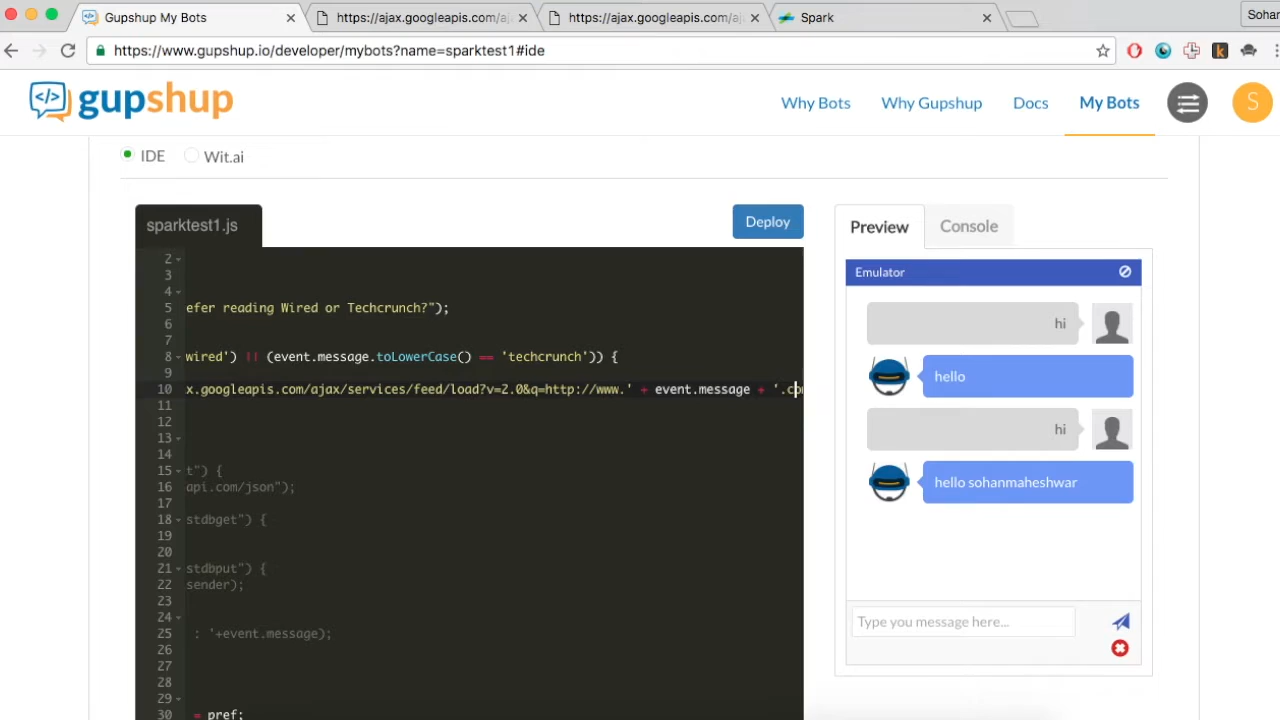 Gupshup My Bots
https://ajax.googleapis.com/aj
https://ajax.googleapis.com/aj
Spark
Sohar
https://www.gupshup.io/developer/mybots?name=sparktest1#ide
gupshup
Why Bots
Why Gupshup
Docs
My Bots
S
IDE
Wit.ai
sparktest1.js
Deploy
Preview
Console
2
3
4
5 efer reading Wired or Techcrunch?");
6
7
8 wired') || (event.message.toLowerCase() == 'techcrunch')) {
9
10 x.googleapis.com/ajax/services/feed/load?v=2.0&q=http://www.' + event.message + '.com
11
12
13
14
15 t") {
16 api.com/json");
17
18 stdbget") {
19
20
21 stdbput") {
22 sender);
23
24
25 : '+event.message);
26
27
28
29
30 = pref;
Emulator
hi
hello
hi
hello sohanmaheshwar
Type you message here...